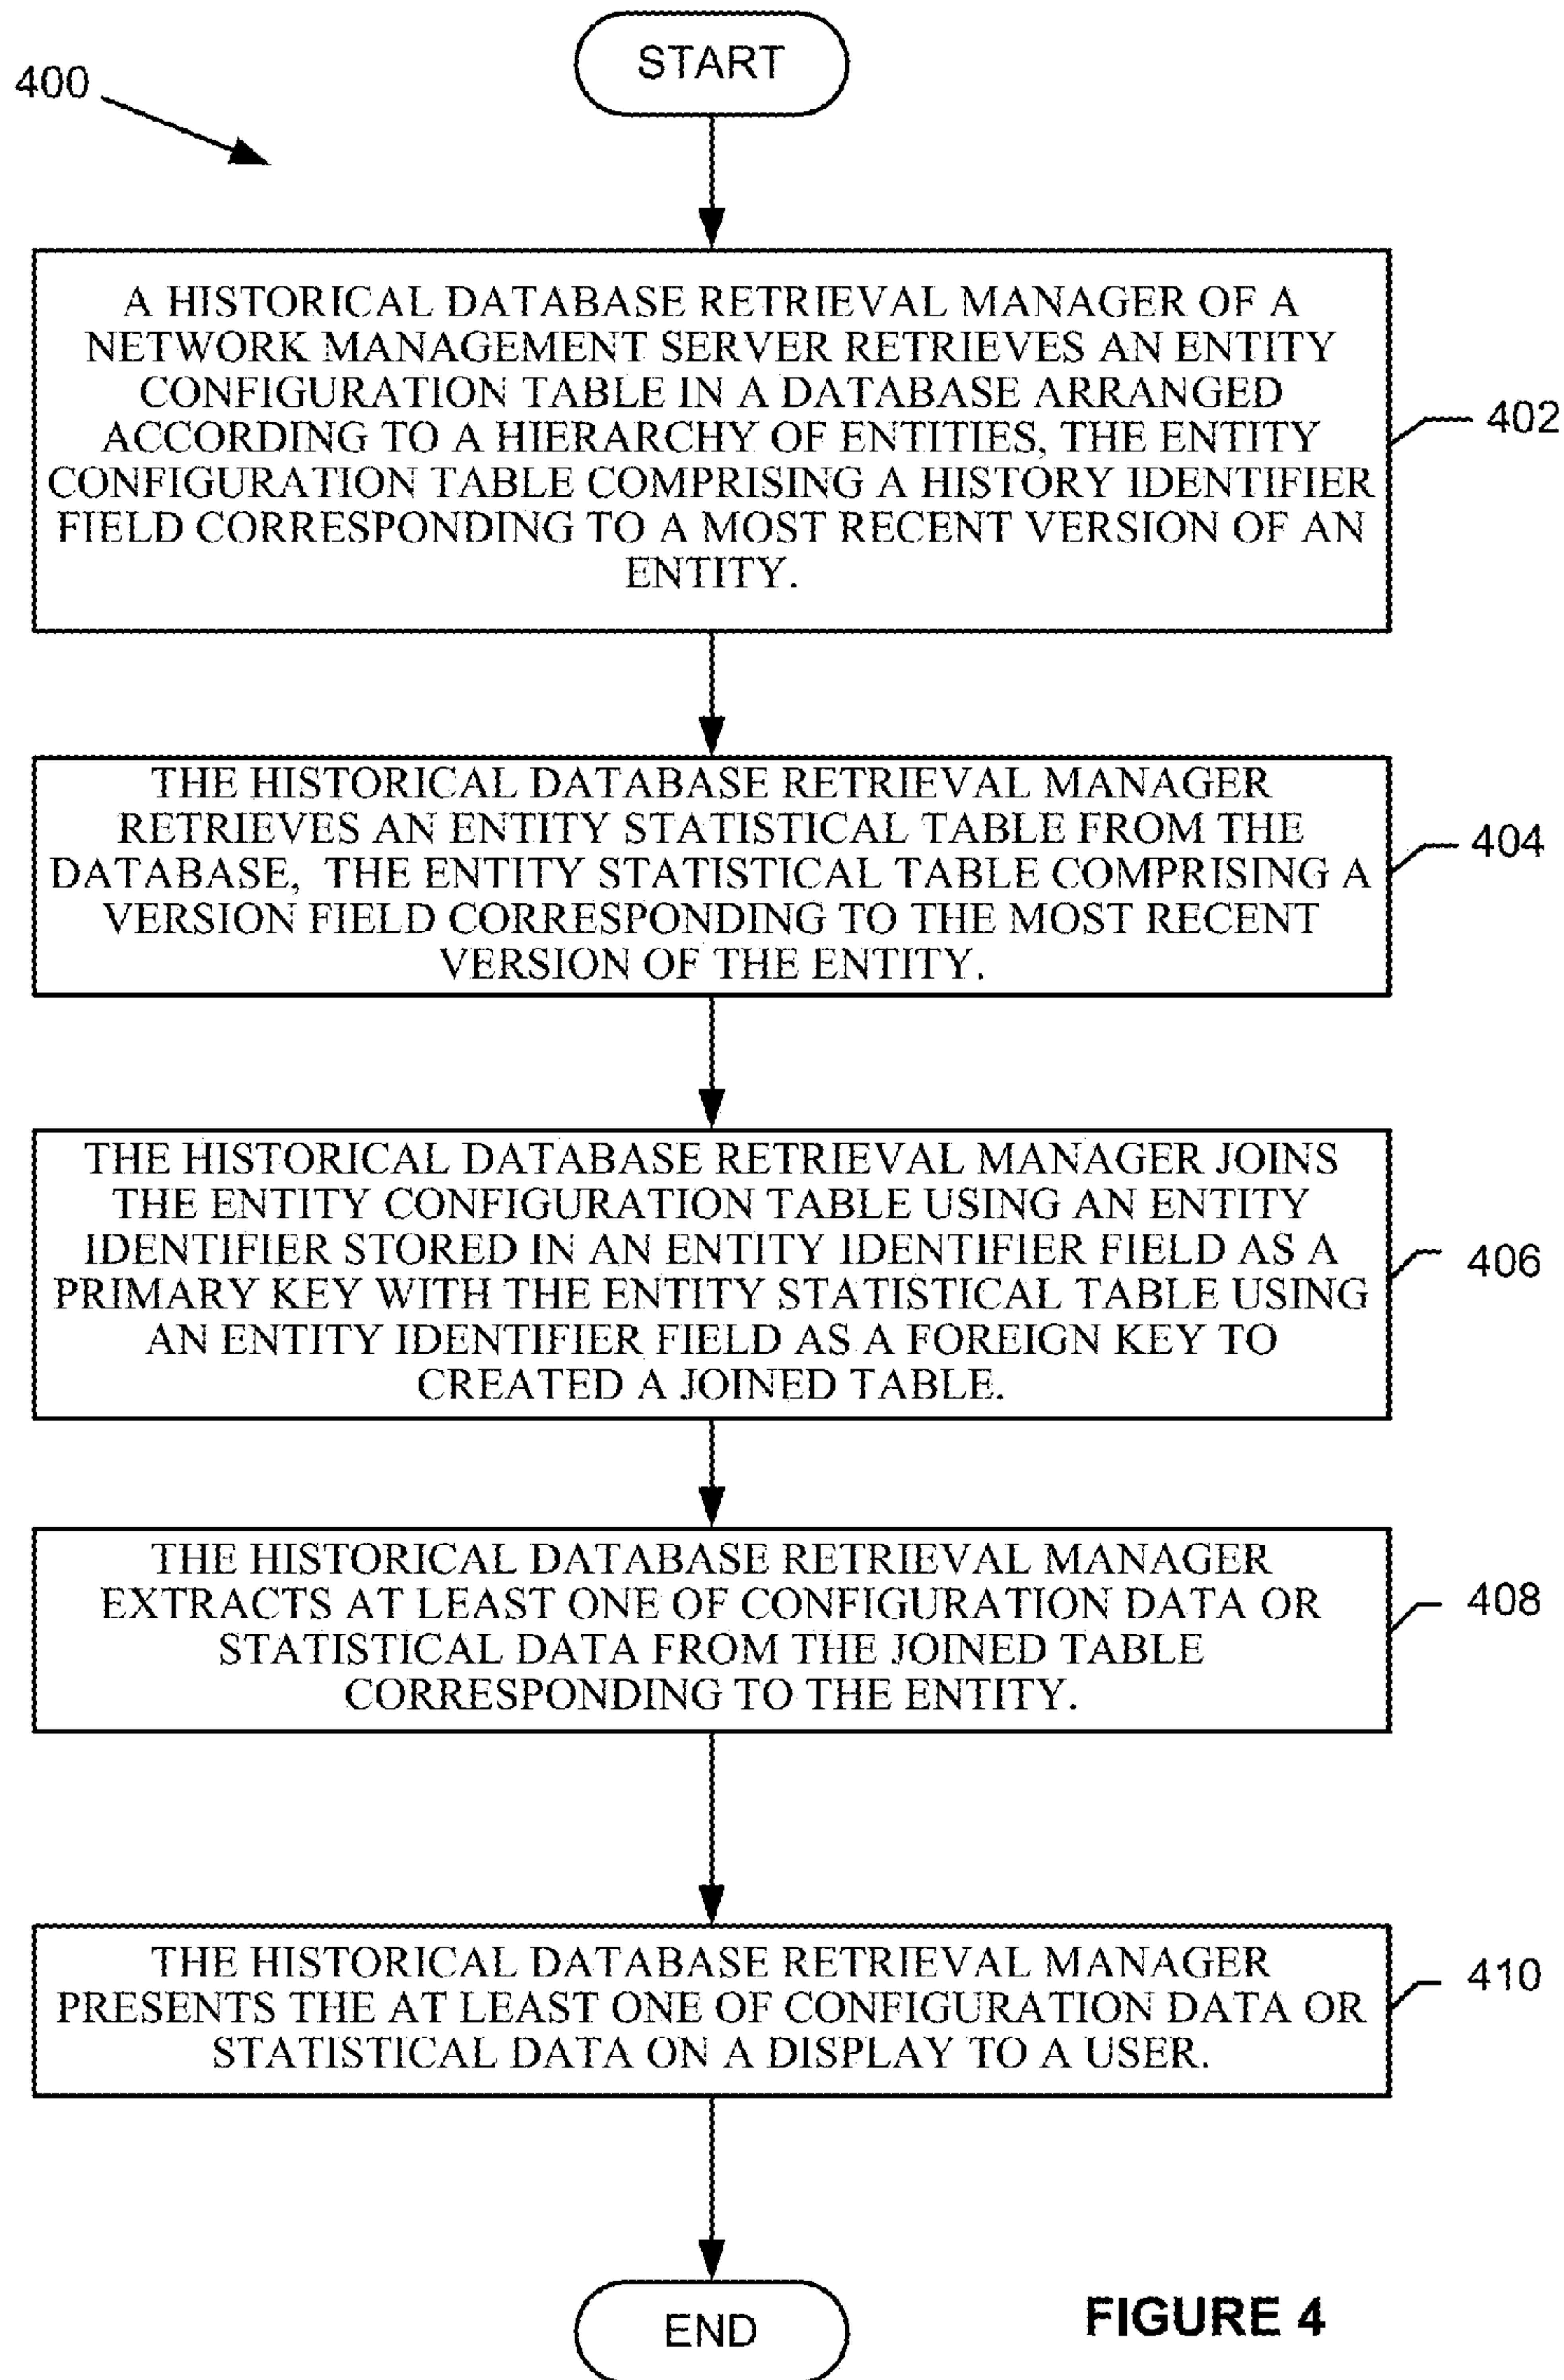 START
400
A HISTORICAL DATABASE RETRIEVAL MANAGER OF A
NETWORK MANAGEMENT SERVER RETRIEVES AN ENTITY
CONFIGURATION TABLE IN A DATABASE ARRANGED
ACCORDING TO A HIERARCHY OF ENTITIES, THE ENTITY
CONFIGURATION TABLE COMPRISING A HISTORY IDENTIFIER
FIELD CORRESPONDING TO A MOST RECENT VERSION OF AN
ENTITY.
402
THE HISTORICAL DATABASE RETRIEVAL MANAGER
RETRIEVES AN ENTITY STATISTICAL TABLE FROM THE
DATABASE, THE ENTITY STATISTICAL TABLE COMPRISING A
VERSION FIELD CORRESPONDING TO THE MOST RECENT
VERSION OF THE ENTITY.
404
THE HISTORICAL DATABASE RETRIEVAL MANAGER JOINS
THE ENTITY CONFIGURATION TABLE USING AN ENTITY
IDENTIFIER STORED IN AN ENTITY IDENTIFIER FIELD AS A
PRIMARY KEY WITH THE ENTITY STATISTICAL TABLE USING
AN ENTITY IDENTIFIER FIELD AS A FOREIGN KEY TO
CREATED A JOINED TABLE.
406
THE HISTORICAL DATABASE RETRIEVAL MANAGER
EXTRACTS AT LEAST ONE OF CONFIGURATION DATA OR
STATISTICAL DATA FROM THE JOINED TABLE
CORRESPONDING TO THE ENTITY.
408
THE HISTORICAL DATABASE RETRIEVAL MANAGER
PRESENTS THE AT LEAST ONE OF CONFIGURATION DATA OR
STATISTICAL DATA ON A DISPLAY TO A USER.
410
END
FIGURE 4